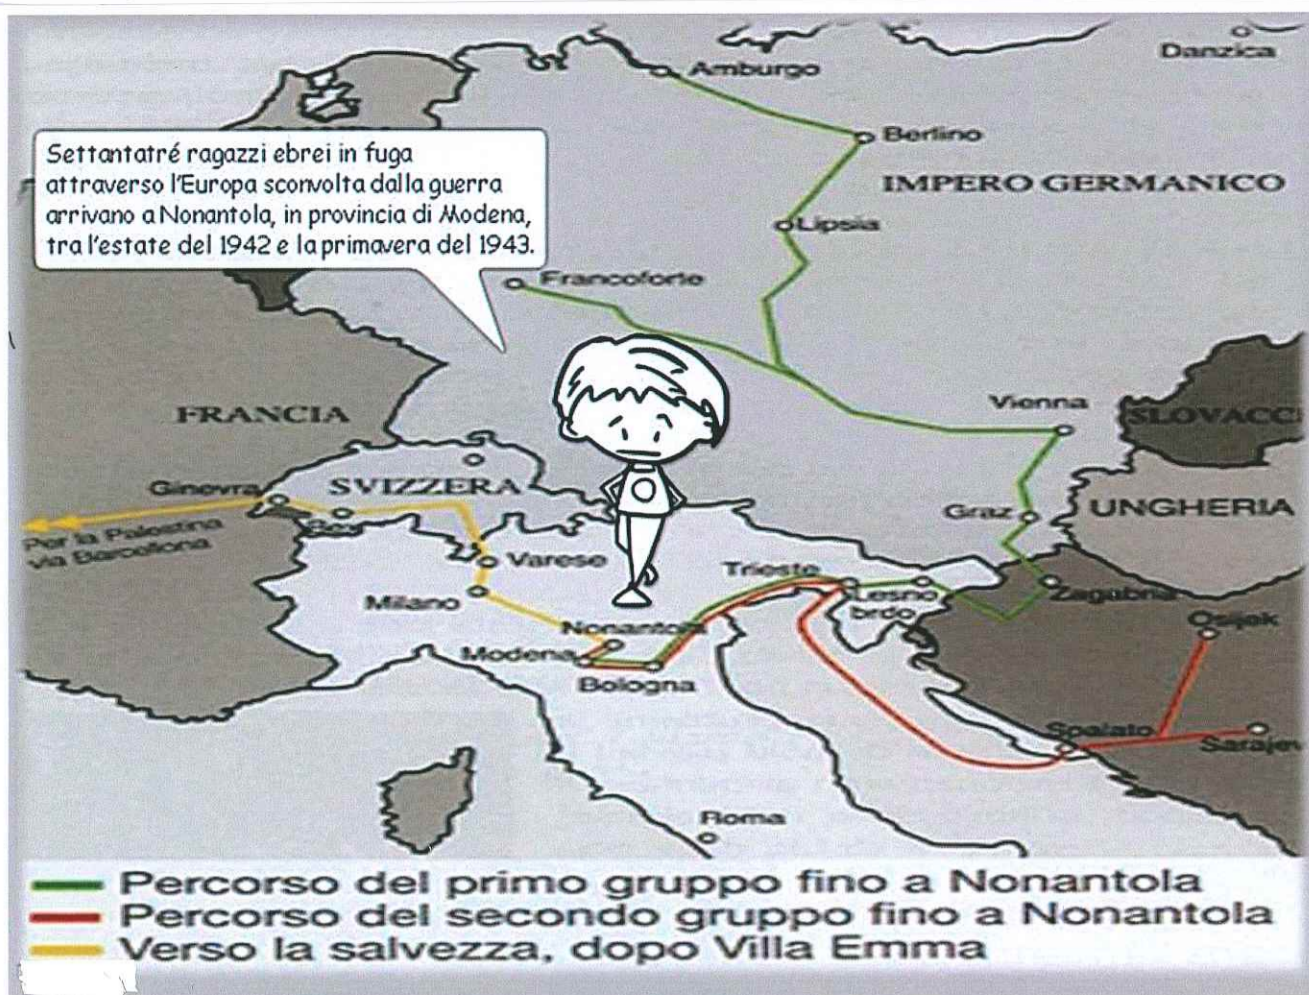 Danzica
Amburgo
Berlino
Settantatré ragazzi ebrei in fuga
attraverso l'Europa sconvolta dalla guerra
arrivano a Nonantola, in provincia di Modena,
tra l'estate del 1942 e la primavera del 1943.
IMPERO GERMANICO
Lipsia
Francoforte
Vienna
FRANCIA
SLOVACC
Ginevra
SVIZZERA
Graz
UNGHERIA
Bex
Per la Palestina
via Barcellona
Varese
Trieste
Milano
Lesno
brdo
Zagabria
Nonantola
Osijek
Modena
Bologna
Spalato
Sarajev
Roma
Percorso del primo gruppo fino a Nonantola
Percorso del secondo gruppo fino a Nonantola
Verso la salvezza, dopo Villa Emma